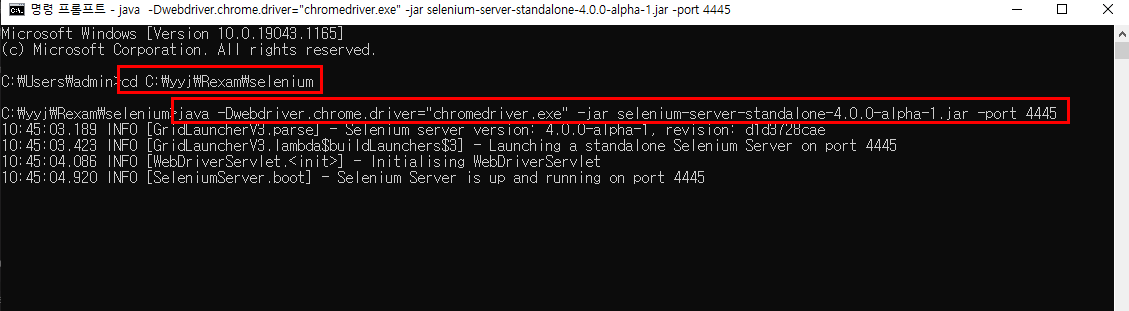 명령 프롬프트 - java  -Dwebdriver.chrome.driver="chromedriver.exe" -jar selenium-server-standalone-4.0.0-alpha-1.jar -port 4445
Microsoft Windows [Version 10.0.19043.1165]
(c) Microsoft Corporation. All rights reserved.
C:₩Users₩admin>cd C:₩yyj₩Rexam₩selenium
C:₩yyj₩Rexam₩selenium>java -Dwebdriver.chrome.driver="chromedriver.exe" -jar selenium-server-standalone-4.0.0-alpha-1.jar -port 4445
10:45:03.189 INFO [GridLauncherV3.parse] - Selenium server version: 4.0.0-alpha-1, revision: d1d3728cae
10:45:03.423 INFO [GridLauncherV3.lambda$buildLaunchers$3] - Launching a standalone Selenium Server on port 4445
10:45:04.086 INFO [WebDriverServlet.<init>] - Initialising WebDriverServlet
10:45:04.920 INFO [SeleniumServer.boot] - Selenium Server is up and running on port 4445